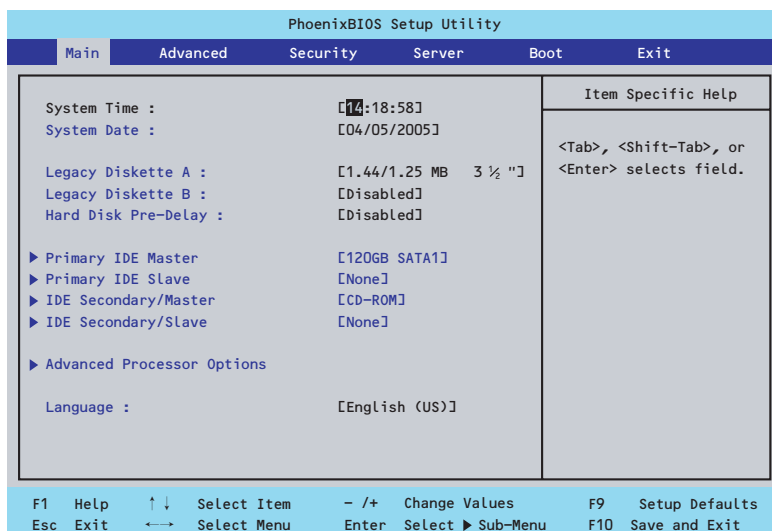 PhoenixBIOS Setup Utility
Main Advanced Security Server Boot Exit
Item Specific Help
System Time : [14:18:58]
System Date : [04/05/2005]
<Tab>, <Shift-Tab>, or
<Enter> selects field.
Legacy Diskette A : [1.44/1.25 MB 3 ½ "]
Legacy Diskette B : [Disabled]
Hard Disk Pre-Delay : [Disabled]
▶ Primary IDE Master [120GB SATA1]
▶ Primary IDE Slave [None]
▶ IDE Secondary/Master [CD-ROM]
▶ IDE Secondary/Slave [None]
▶ Advanced Processor Options
Language : [English (US)]
F1 Help ↑↓ Select Item - /+ Change Values F9 Setup Defaults
Esc Exit ←→ Select Menu Enter Select ▶ Sub-Menu F10 Save and Exit